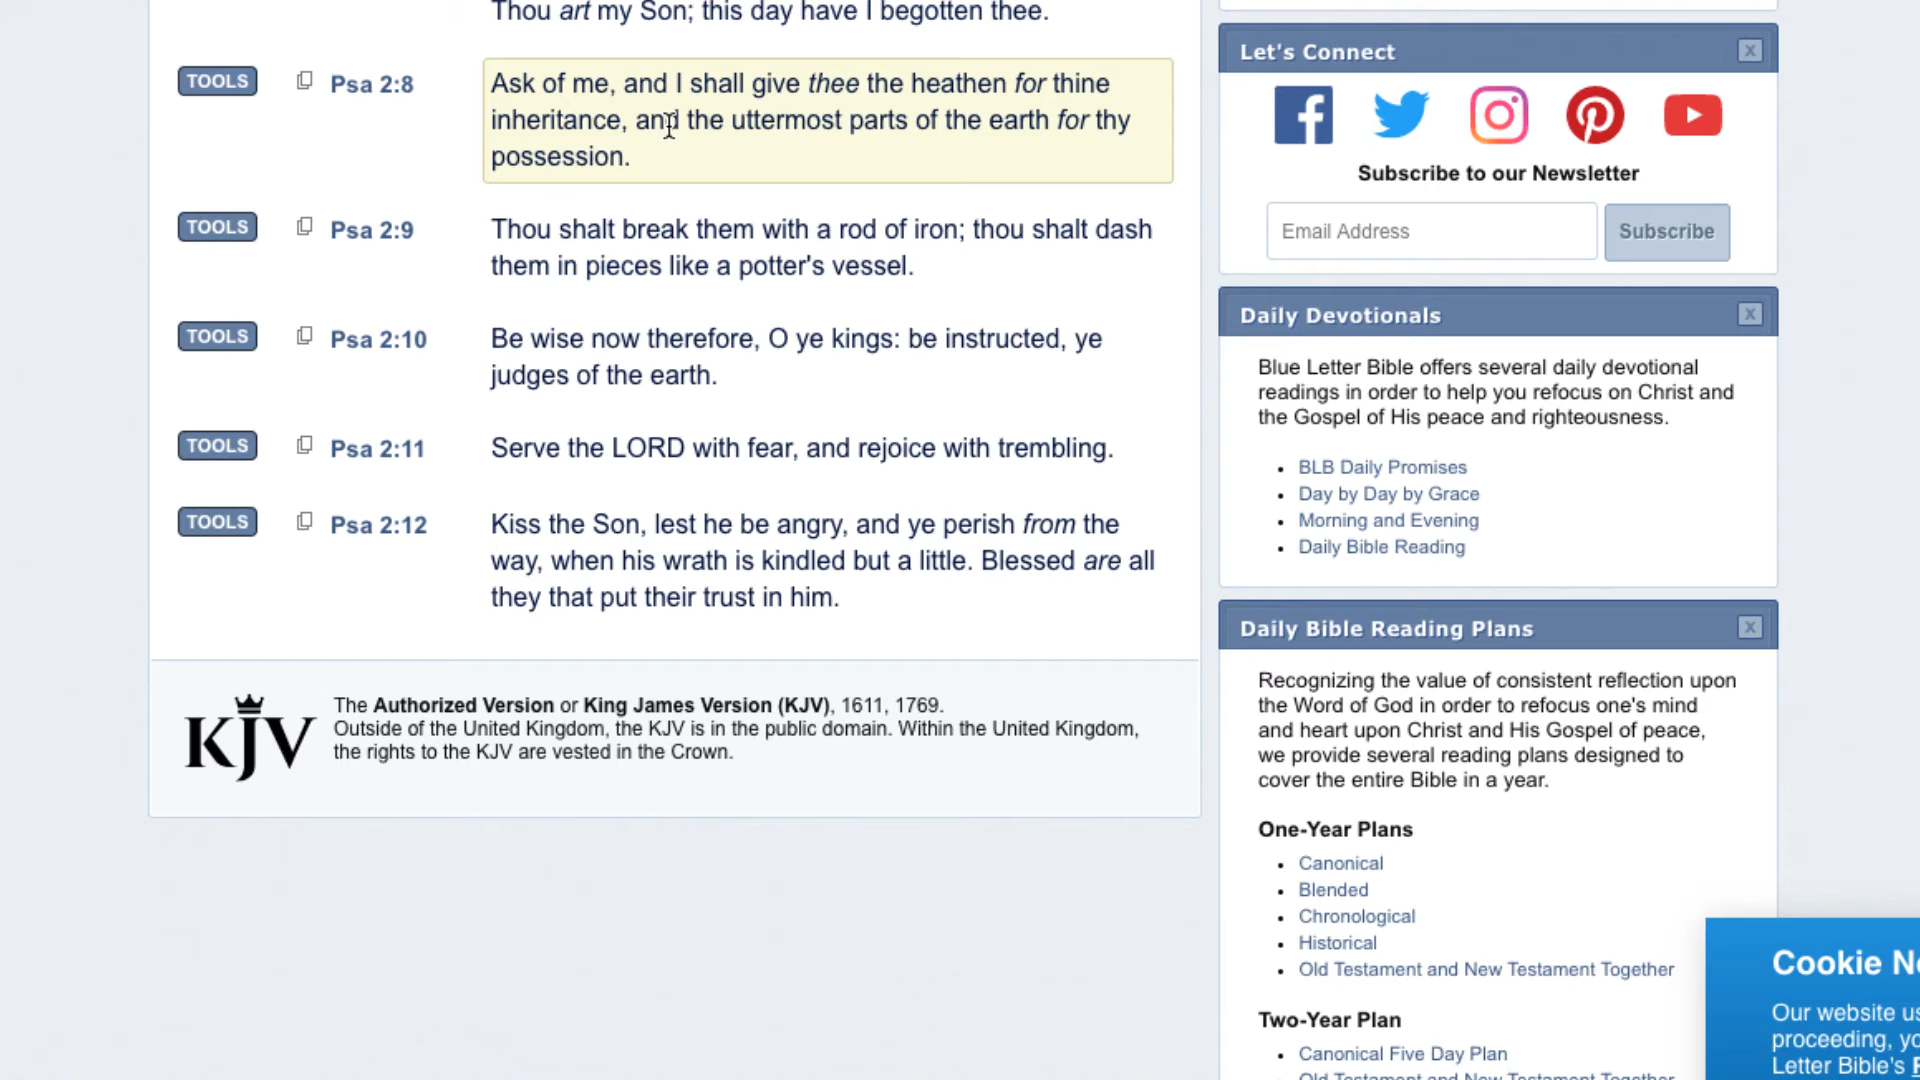 Thou art my Son; this day have I begotten thee.
TOOLS Psa 2:8 Ask of me, and I shall give thee the heathen for thine
inheritance, and the uttermost parts of the earth for thy
possession.
TOOLS Psa 2:9 Thou shalt break them with a rod of iron; thou shalt dash
them in pieces like a potter's vessel.
TOOLS Psa 2:10 Be wise now therefore, O ye kings: be instructed, ye
judges of the earth.
TOOLS Psa 2:11 Serve the LORD with fear, and rejoice with trembling.
TOOLS Psa 2:12 Kiss the Son, lest he be angry, and ye perish from the
way, when his wrath is kindled but a little. Blessed are all
they that put their trust in him.
KJV
The Authorized Version or King James Version (KJV), 1611, 1769.
Outside of the United Kingdom, the KJV is in the public domain. Within the United Kingdom,
the rights to the KJV are vested in the Crown.
Let's Connect X
Subscribe to our Newsletter
Email Address Subscribe
Daily Devotionals X
Blue Letter Bible offers several daily devotional
readings in order to help you refocus on Christ and
the Gospel of His peace and righteousness.
BLB Daily Promises
Day by Day by Grace
Morning and Evening
Daily Bible Reading
Daily Bible Reading Plans X
Recognizing the value of consistent reflection upon
the Word of God in order to refocus one's mind
and heart upon Christ and His Gospel of peace,
we provide several reading plans designed to
cover the entire Bible in a year.
One-Year Plans
Canonical
Blended
Chronological
Historical
Old Testament and New Testament Together
Two-Year Plan
Canonical Five Day Plan
Old Testament and New Testament Together
Cookie
Our website
proceeding,
Letter Bible's